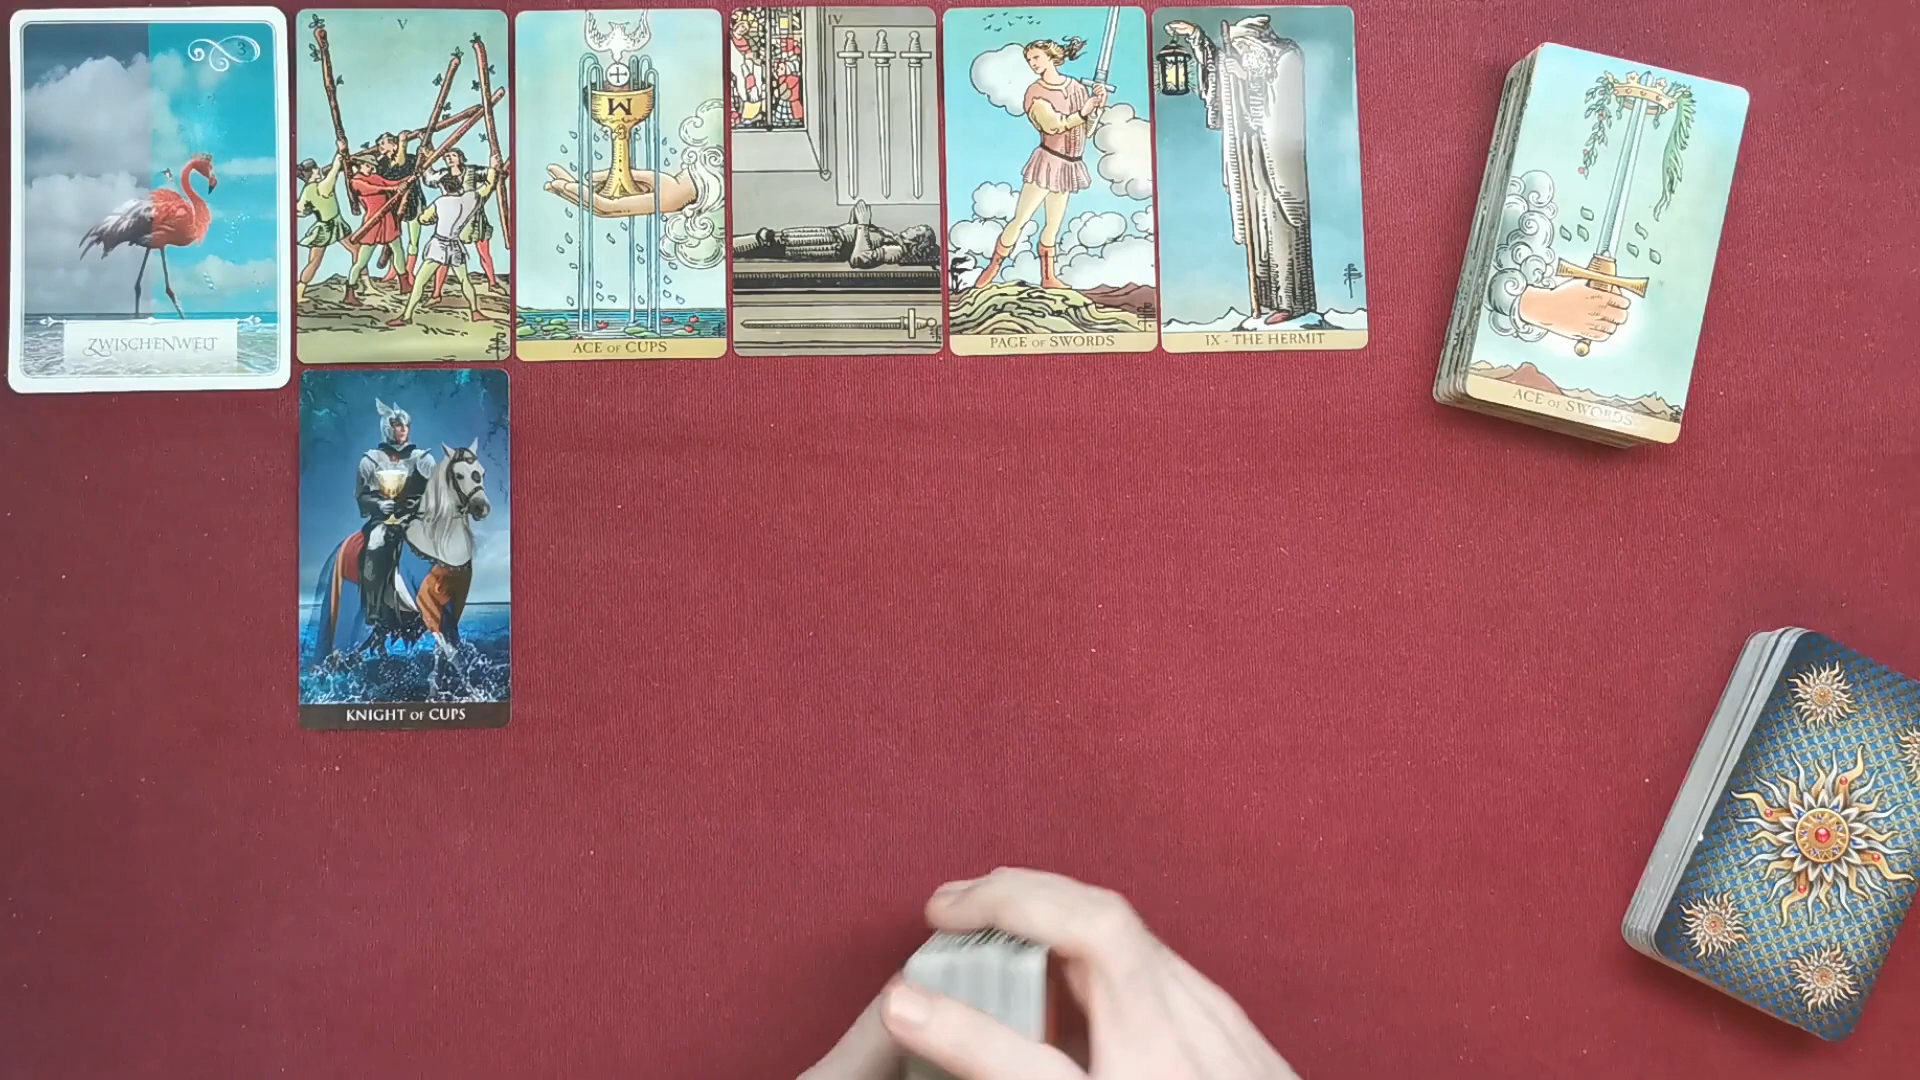 3
ZWISCHENWELT
V
ACE OF CUPS
IV
PAGE OF SWORDS
IX - THE HERMIT
ACE OF SWORDS
KNIGHT OF CUPS